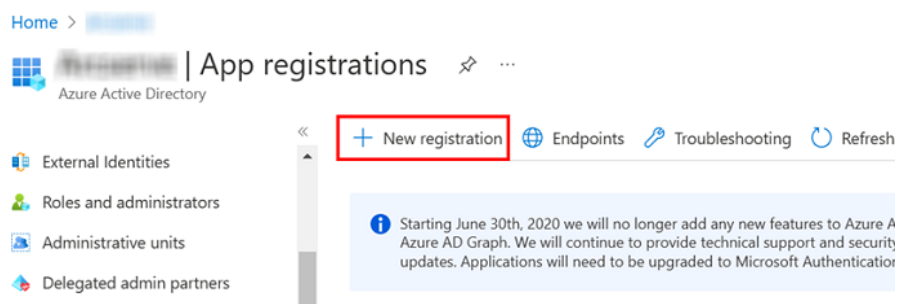 Home >
| App registrations ...
Azure Active Directory
«
+ New registration Endpoints Troubleshooting Refresh
External Identities
Roles and administrators
Administrative units
Delegated admin partners
Starting June 30th, 2020 we will no longer add any new features to Azure A
Azure AD Graph. We will continue to provide technical support and security
updates. Applications will need to be upgraded to Microsoft Authentication